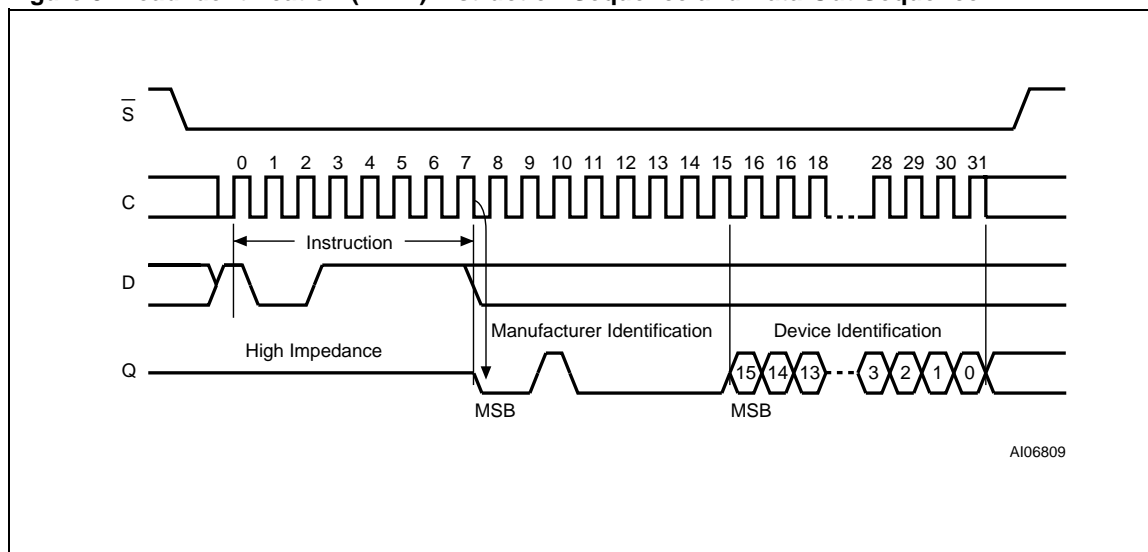 S
0 1 2 3 4 5 6 7 8 9 10 11 12 13 14 15 16 16 18 28 29 30 31
C
Instruction
D
Manufacturer Identification Device Identification
High Impedance
Q 15 14 13 3 2 1 0
MSB MSB
AI06809